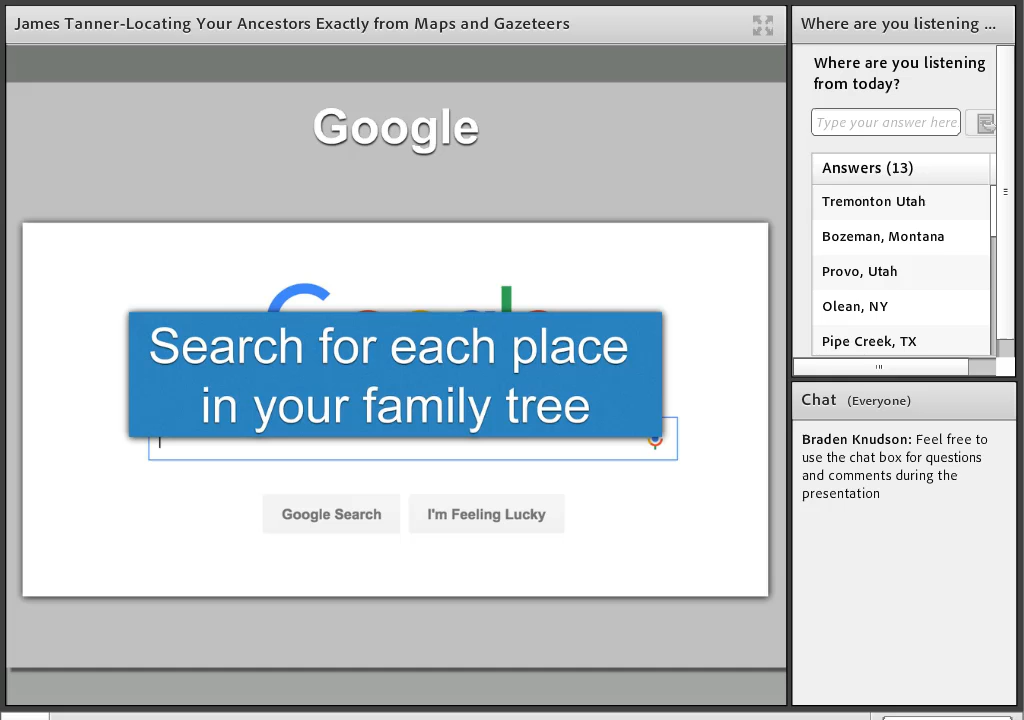 James Tanner-Locating Your Ancestors Exactly from Maps and Gazeteers
Google
Search for each place
in your family tree
Google Search
I'm Feeling Lucky
Where are you listening ...
Where are you listening
from today?
Type your answer here
Answers (13)
Tremonton Utah
Bozeman, Montana
Provo, Utah
Olean, NY
Pipe Creek, TX
Chat (Everyone)
Braden Knudson: Feel free to
use the chat box for questions
and comments during the
presentation